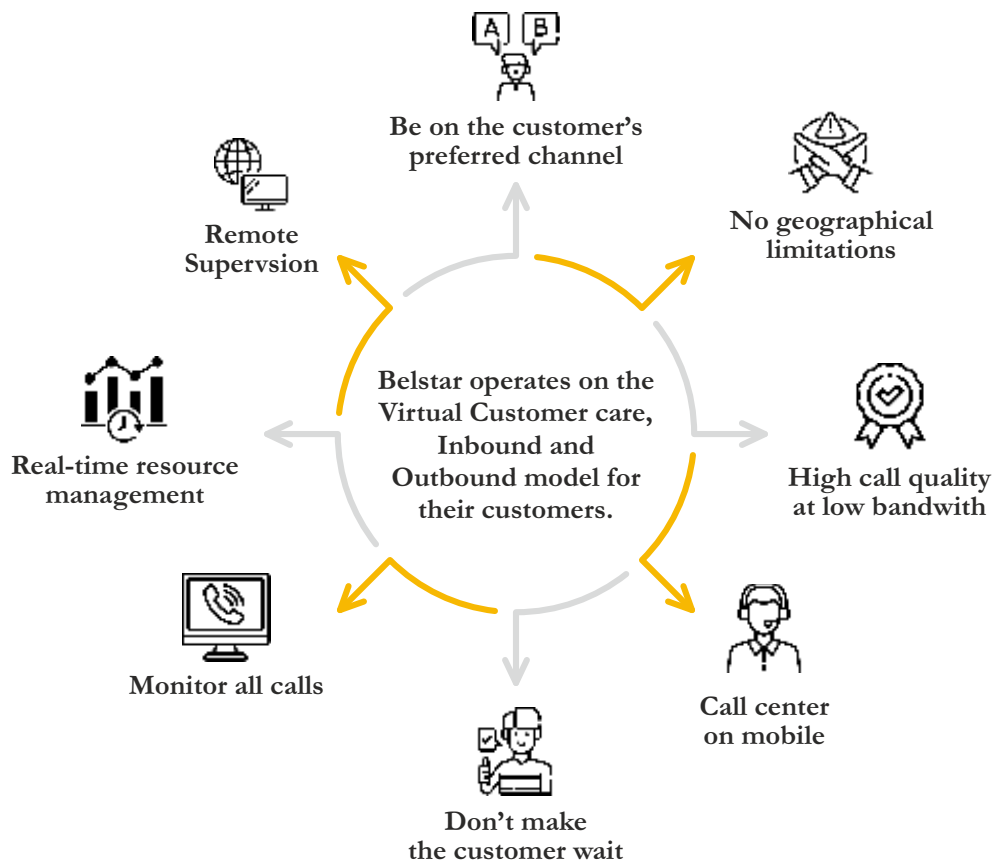 A B
Be on the customer's
preferred channel
No geographical
limitations
Remote
Supervsion
Belstar operates on the
Virtual Customer care,
Inbound and
Outbound model for
their customers.
Real-time resource
management
High call quality
at low bandwith
Monitor all calls
Call center
on mobile
Don't make
the customer wait